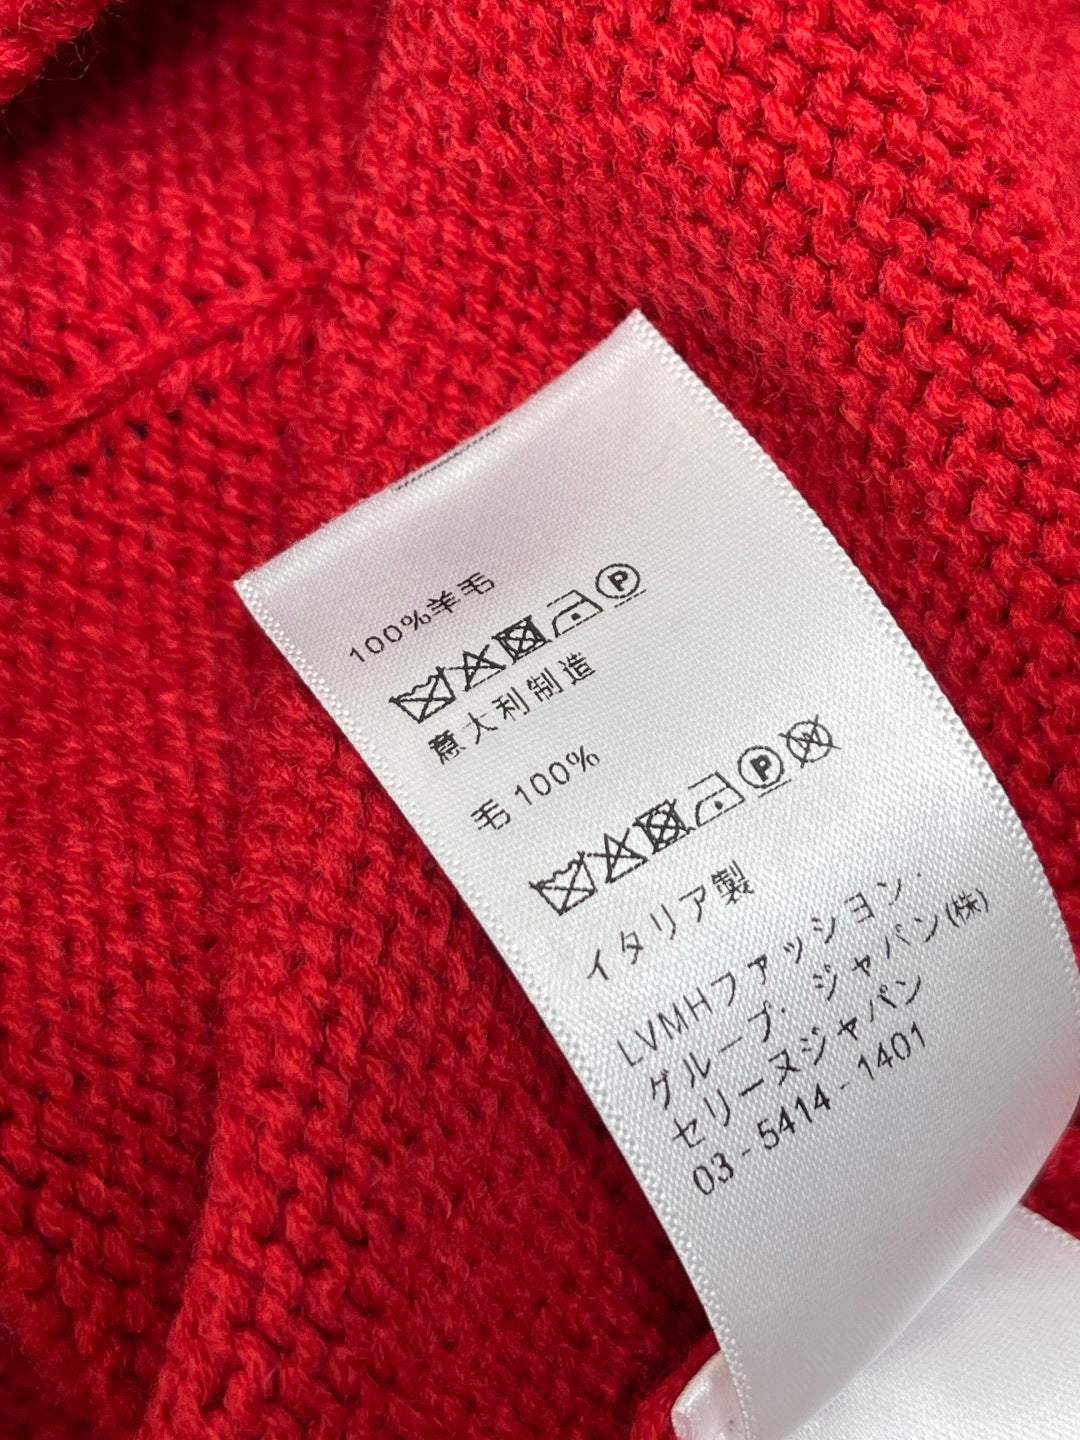 100%羊毛
意大利制造
毛 100%
イタリア製
LVMHファッション・
グループ・ジャパン(株)
セリーヌジャパン
03 - 5414 - 1401